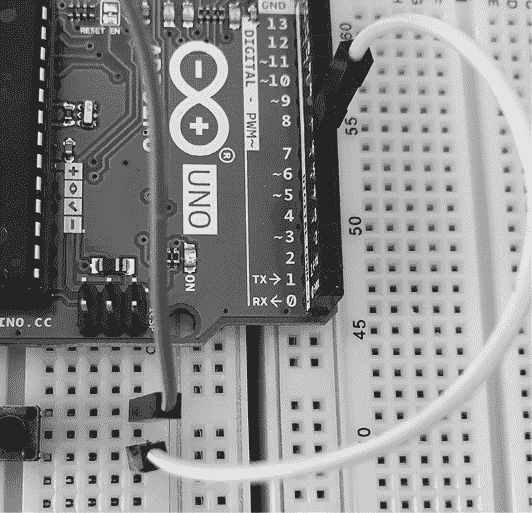 RESET EN
GND
13
12
~11
~10
~9
8
7
~6
~5
4
~3
2
TX→1
RX←0
DIGITAL - PWM~
UNO
ON
INO.CC
60
55
50
45
0